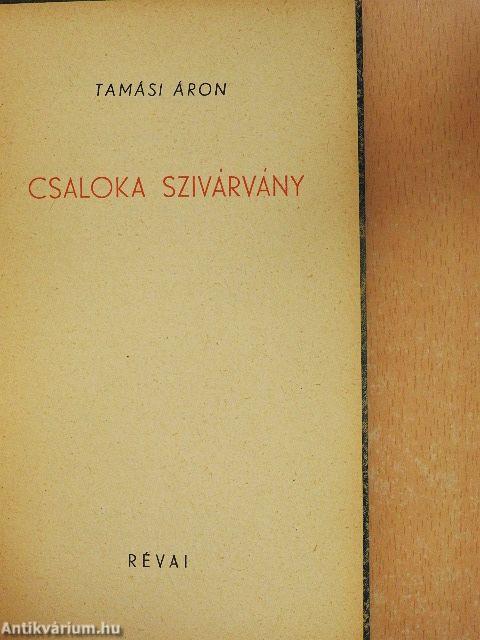 TAMÁSI ÁRON
CSALOKA SZIVÁRVÁNY
RÉVAI
Antikvárium.hu